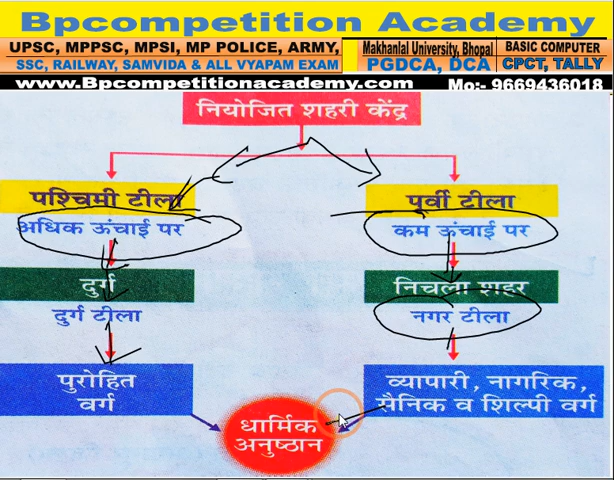 Bpcompetition Academy
UPSC, MPPSC, MPSI, MP POLICE, ARMY,
SSC, RAILWAY, SAMVIDA & ALL VYAPAM EXAM
Makhanlal University, Bhopal
PGDCA, DCA
BASIC COMPUTER
CPCT, TALLY
www.Bpcompetitionacademy.com
Mo:- 9669436018
नियोजित शहरी केंद्र
पश्चिमी टीला
पूर्वी टीला
अधिक ऊंचाई पर
कम ऊंचाई पर
दुर्ग
निचला शहर
दुर्ग टीला
नगर टीला
पुरोहित
वर्ग
व्यापारी, नागरिक,
सैनिक व शिल्पी वर्ग
धार्मिक
अनुष्ठान